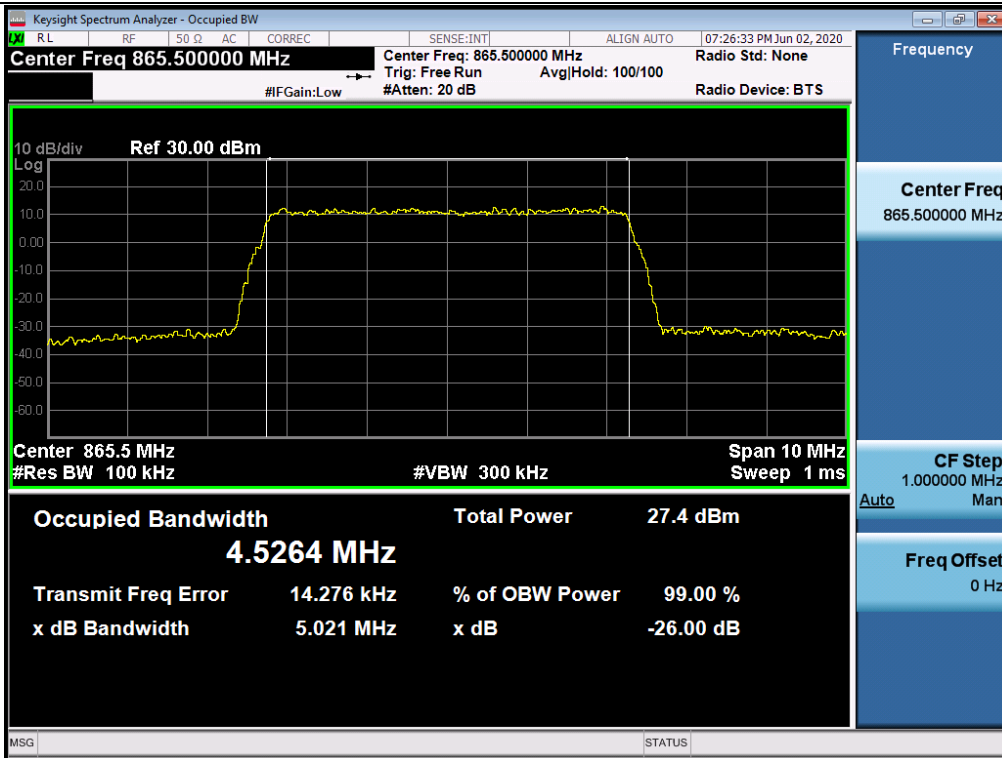 Keysight Spectrum Analyzer - Occupied BW
LXI RL RF 50 Ω AC CORREC SENSE:INT ALIGN AUTO 07:26:33 PM Jun 02, 2020
Center Freq 865.500000 MHz
Center Freq: 865.500000 MHz
Radio Std: None
Trig: Free Run Avg|Hold: 100/100
#IFGain:Low #Atten: 20 dB
Radio Device: BTS
10 dB/div Ref 30.00 dBm
Log
20.0
10.0
0.00
-10.0
-20.0
-30.0
-40.0
-50.0
-60.0
Center 865.5 MHz Span 10 MHz
#Res BW 100 kHz #VBW 300 kHz Sweep 1 ms
Occupied Bandwidth Total Power 27.4 dBm
4.5264 MHz
Transmit Freq Error 14.276 kHz % of OBW Power 99.00 %
x dB Bandwidth 5.021 MHz x dB -26.00 dB
MSG STATUS
Frequency
Center Freq
865.500000 MHz
CF Step
1.000000 MHz
Auto Man
Freq Offset
0 Hz